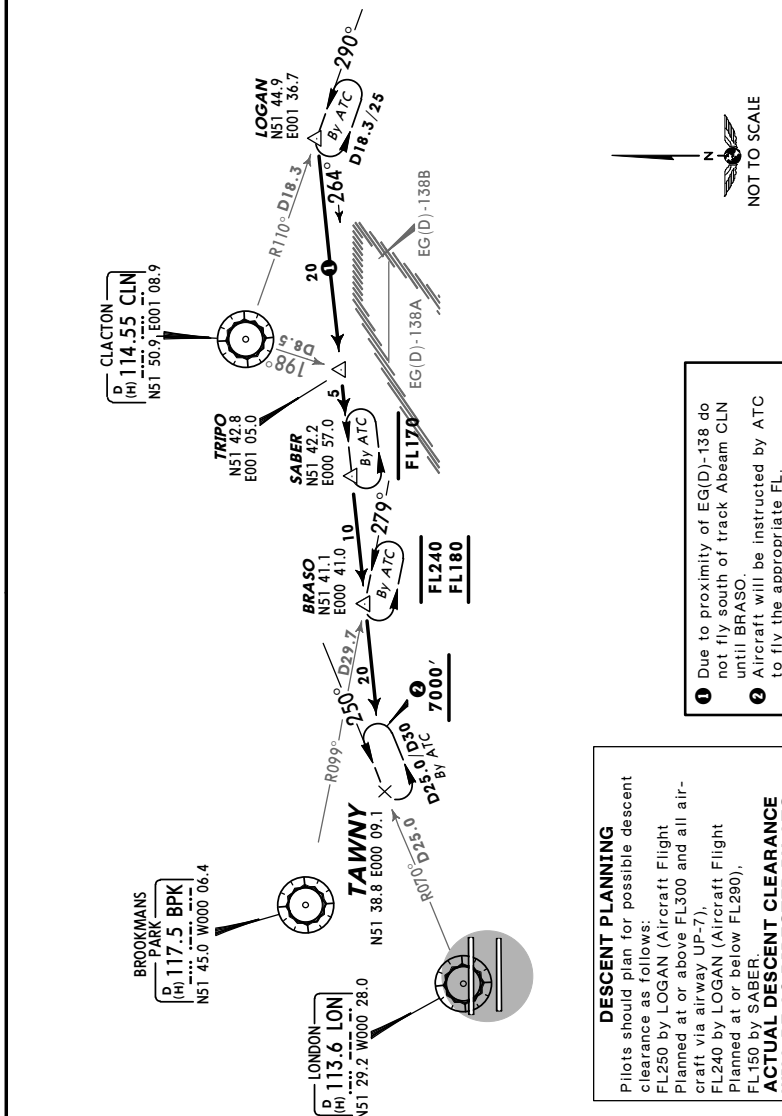 LOGAN
N51 44.9
E001 36.7
290°
By ATC
D18.3/25
264°
R110° D18.3
20
1
CLACTON
D
(H) 114.55 CLN
N51 50.9 E001 08.9
198°
D8.5
EG(D)-138B
EG(D)-138A
TRIPO
N51 42.8
E001 05.0
5
SABER
N51 42.2
E000 57.0
By ATC
FL170
10
279°
BRASO
N51 41.1
E000 41.0
By ATC
FL240
FL180
R099° D29.7
20
250°
2
7000'
D25.0/D30
By ATC
TAWNY
N51 38.8 E000 09.1
R070° D25.0
BROOKMANS
PARK
D
(H) 117.5 BPK
N51 45.0 W000 06.4
LONDON
D
(H) 113.6 LON
N51 29.2 W000 28.0
N
NOT TO SCALE
1 Due to proximity of EG(D)-138 do
not fly south of track Abeam CLN
until BRASO.
2 Aircraft will be instructed by ATC
to fly the appropriate FL.
DESCENT PLANNING
Pilots should plan for possible descent
clearance as follows:
FL250 by LOGAN (Aircraft Flight
Planned at or above FL300 and all air-
craft via airway UP-7),
FL240 by LOGAN (Aircraft Flight
Planned at or below FL290),
FL150 by SABER.
ACTUAL DESCENT CLEARANCE